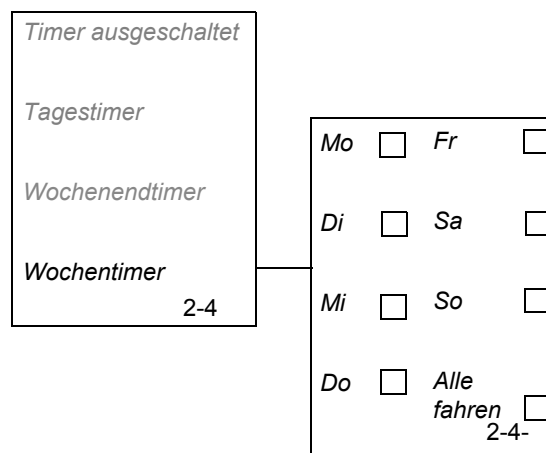 Timer ausgeschaltet
Tagestimer
Wochenendtimer
Wochentimer
2-4
Mo
Fr
Di
Sa
Mi
So
Do
Alle
fahren
2-4-